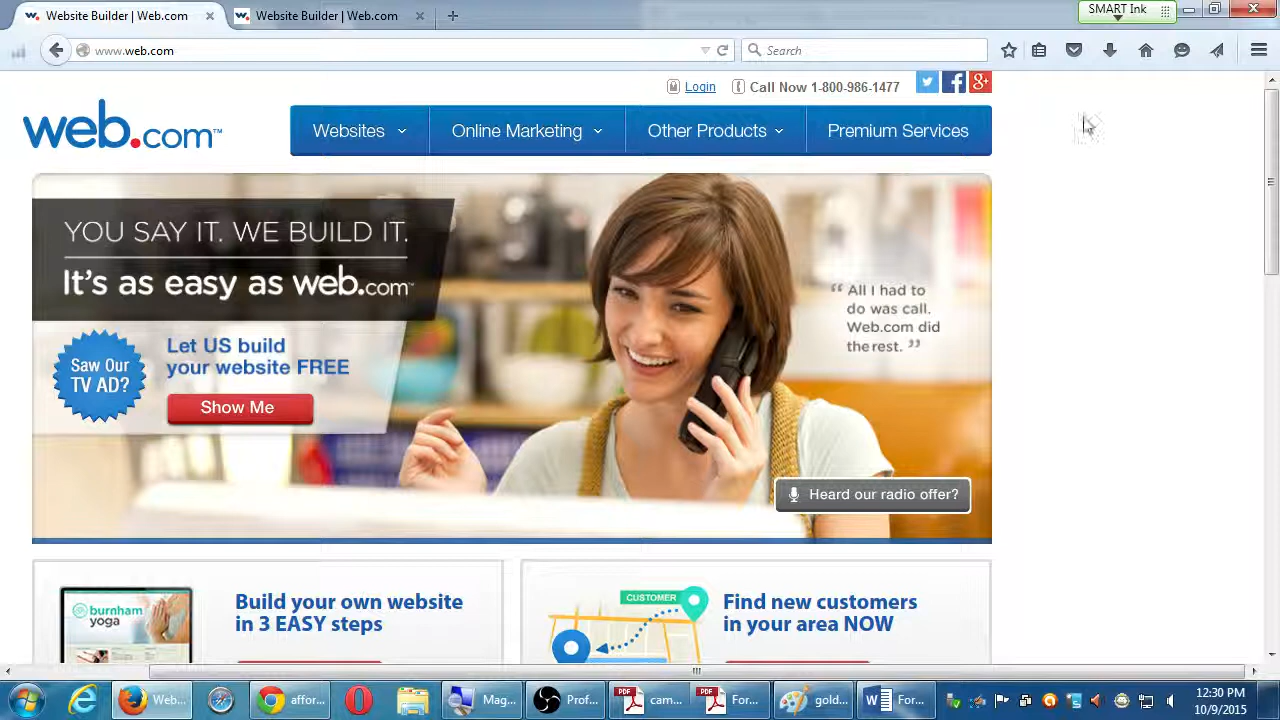 Website Builder | Web.com
Website Builder | Web.com
SMART Ink
www.web.com
Search
Login
Call Now 1-800-986-1477
web.com™
Websites
Online Marketing
Other Products
Premium Services
YOU SAY IT. WE BUILD IT.
It's as easy as web.com
Saw Our
TV AD?
Let US build
your website FREE
Show Me
“ All I had to
do was call.
Web.com did
the rest. ”
Heard our radio offer?
burnham
yoga
Build your own website
in 3 EASY steps
CUSTOMER
Find new customers
in your area NOW
Web...
affor...
Mag...
Prof...
PDF
cam...
PDF
For...
gold...
For...
12:30 PM
10/9/2015